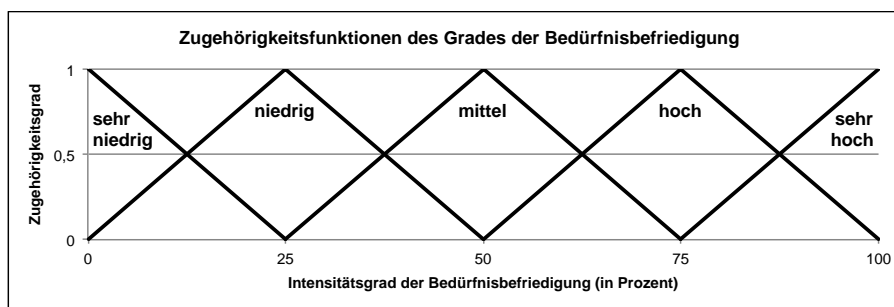 Zugehörigkeitsfunktionen des Grades der Bedürfnisbefriedigung
Zugehörigkeitsgrad
1
0,5
0
sehr
niedrig
niedrig
mittel
hoch
sehr
hoch
0 25 50 75 100
Intensitätsgrad der Bedürfnisbefriedigung (in Prozent)